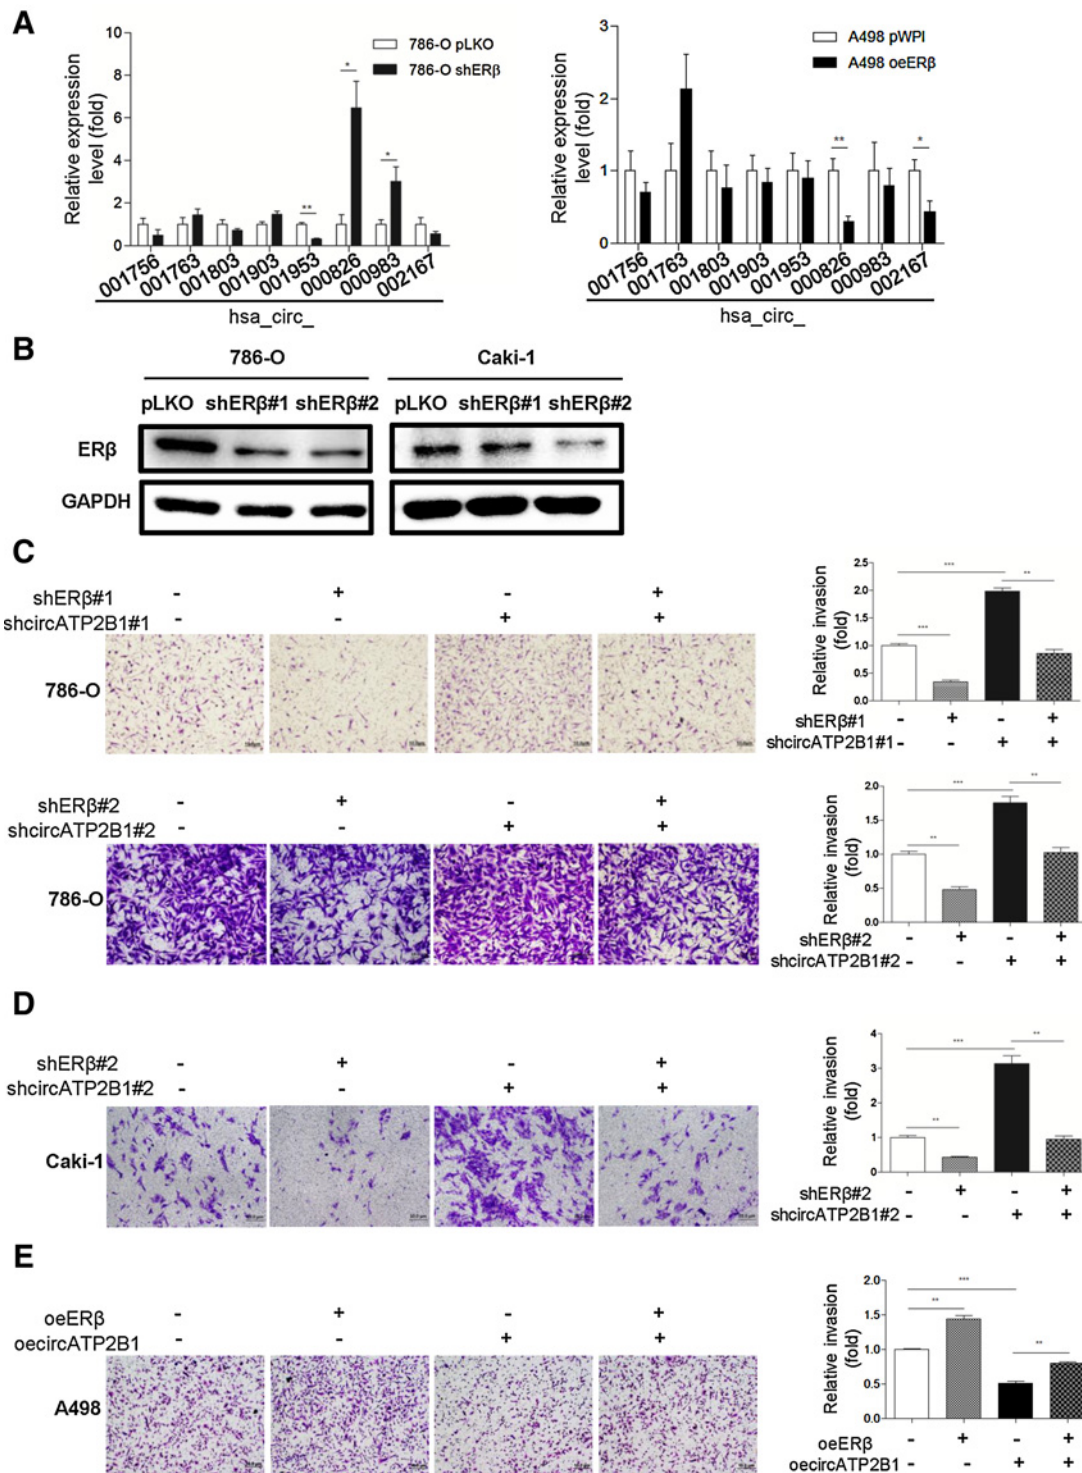 A
Relative expression
level (fold)
10
8
6
4
2
0
786-O pLKO
786-O shERβ
*
*
**
001756
001763
001803
001903
001953
000826
000983
002167
hsa_circ_
Relative expression
level (fold)
3
2
1
0
A498 pWPI
A498 oeERβ
**
*
001756
001763
001803
001903
001953
000826
000983
002167
hsa_circ_
B
786-O
Caki-1
pLKO shERβ#1 shERβ#2
pLKO shERβ#1 shERβ#2
ERβ
GAPDH
C
shERβ#1 - + - +
shcircATP2B1#1 - - + +
786-O
Relative invasion
(fold)
2.5
2.0
1.5
1.0
0.5
0.0
***
**
***
shERβ#1 - + - +
shcircATP2B1#1 - - + +
shERβ#2 - + - +
shcircATP2B1#2 - - + +
786-O
Relative invasion
(fold)
2.0
1.5
1.0
0.5
0.0
***
**
**
shERβ#2 - + - +
shcircATP2B1#2 - - + +
D
shERβ#2 - + - +
shcircATP2B1#2 - - + +
Caki-1
Relative invasion
(fold)
4
3
2
1
0
***
**
**
shERβ#2 - + - +
shcircATP2B1#2 - - + +
E
oeERβ - + - +
oecircATP2B1 - - + +
A498
Relative invasion
(fold)
2.0
1.5
1.0
0.5
0.0
***
**
**
oeERβ - + - +
oecircATP2B1 - - + +